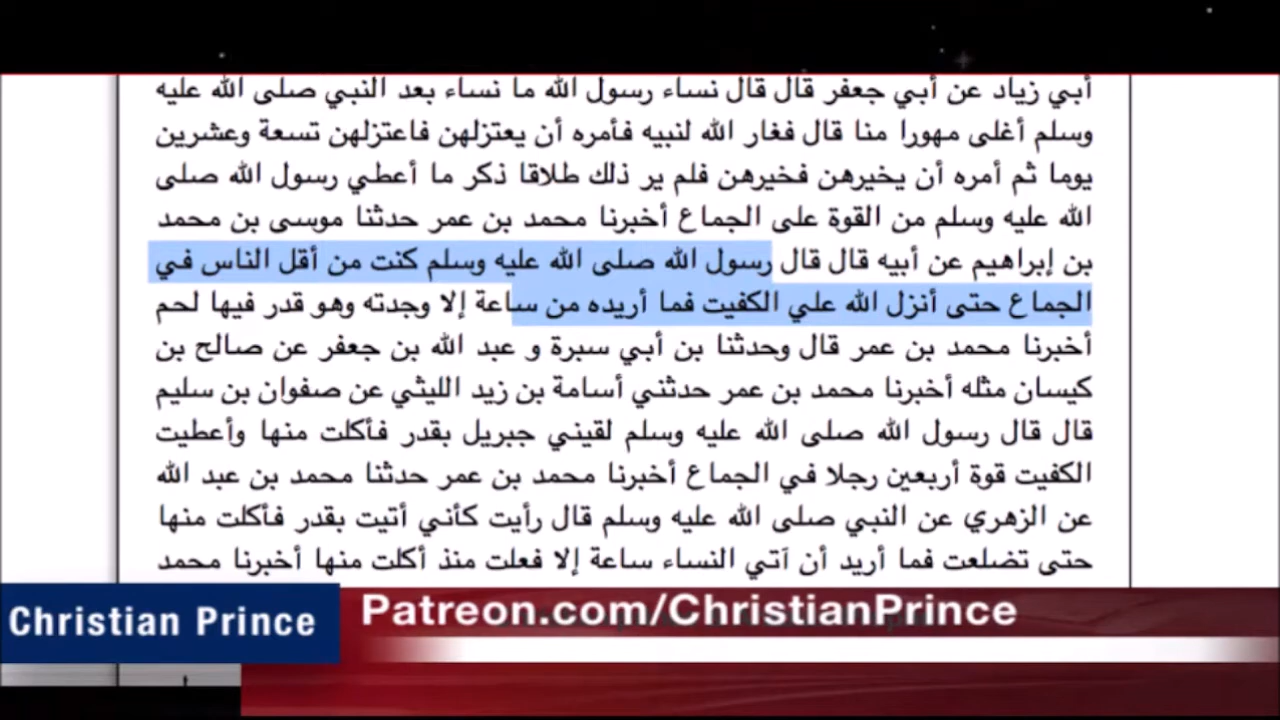 أبي زياد عن أبي جعفر قال قال نساء رسول الله ما نساء بعد النبي صلى الله عليه
وسلم أغلى مهورا منا قال فغار الله لنبيه فأمره أن يعتزلهن فاعتزلهن تسعة وعشرين
يوما ثم أمره أن يخيرهن فخيرهن فلم ير ذلك طلاقا ذكر ما أعطي رسول الله صلى
الله عليه وسلم من القوة على الجماع أخبرنا محمد بن عمر حدثنا موسى بن محمد
بن إبراهيم عن أبيه قال قال رسول الله صلى الله عليه وسلم كنت من أقل الناس في
الجماع حتى أنزل الله علي الكفيت فما أريده من ساعة إلا وجدته وهو قدر فيها لحم
أخبرنا محمد بن عمر قال وحدثنا بن أبي سبرة و عبد الله بن جعفر عن صالح بن
كيسان مثله أخبرنا محمد بن عمر حدثني أسامة بن زيد الليثي عن صفوان بن سليم
قال قال رسول الله صلى الله عليه وسلم لقيني جبريل بقدر فأكلت منها وأعطيت
الكفيت قوة أربعين رجلا في الجماع أخبرنا محمد بن عمر حدثنا محمد بن عبد الله
عن الزهري عن النبي صلى الله عليه وسلم قال رأيت كأني أتيت بقدر فأكلت منها
حتى تضلعت فما أريد أن آتي النساء ساعة إلا فعلت منذ أكلت منها أخبرنا محمد
Christian Prince
Patreon.com/ChristianPrince